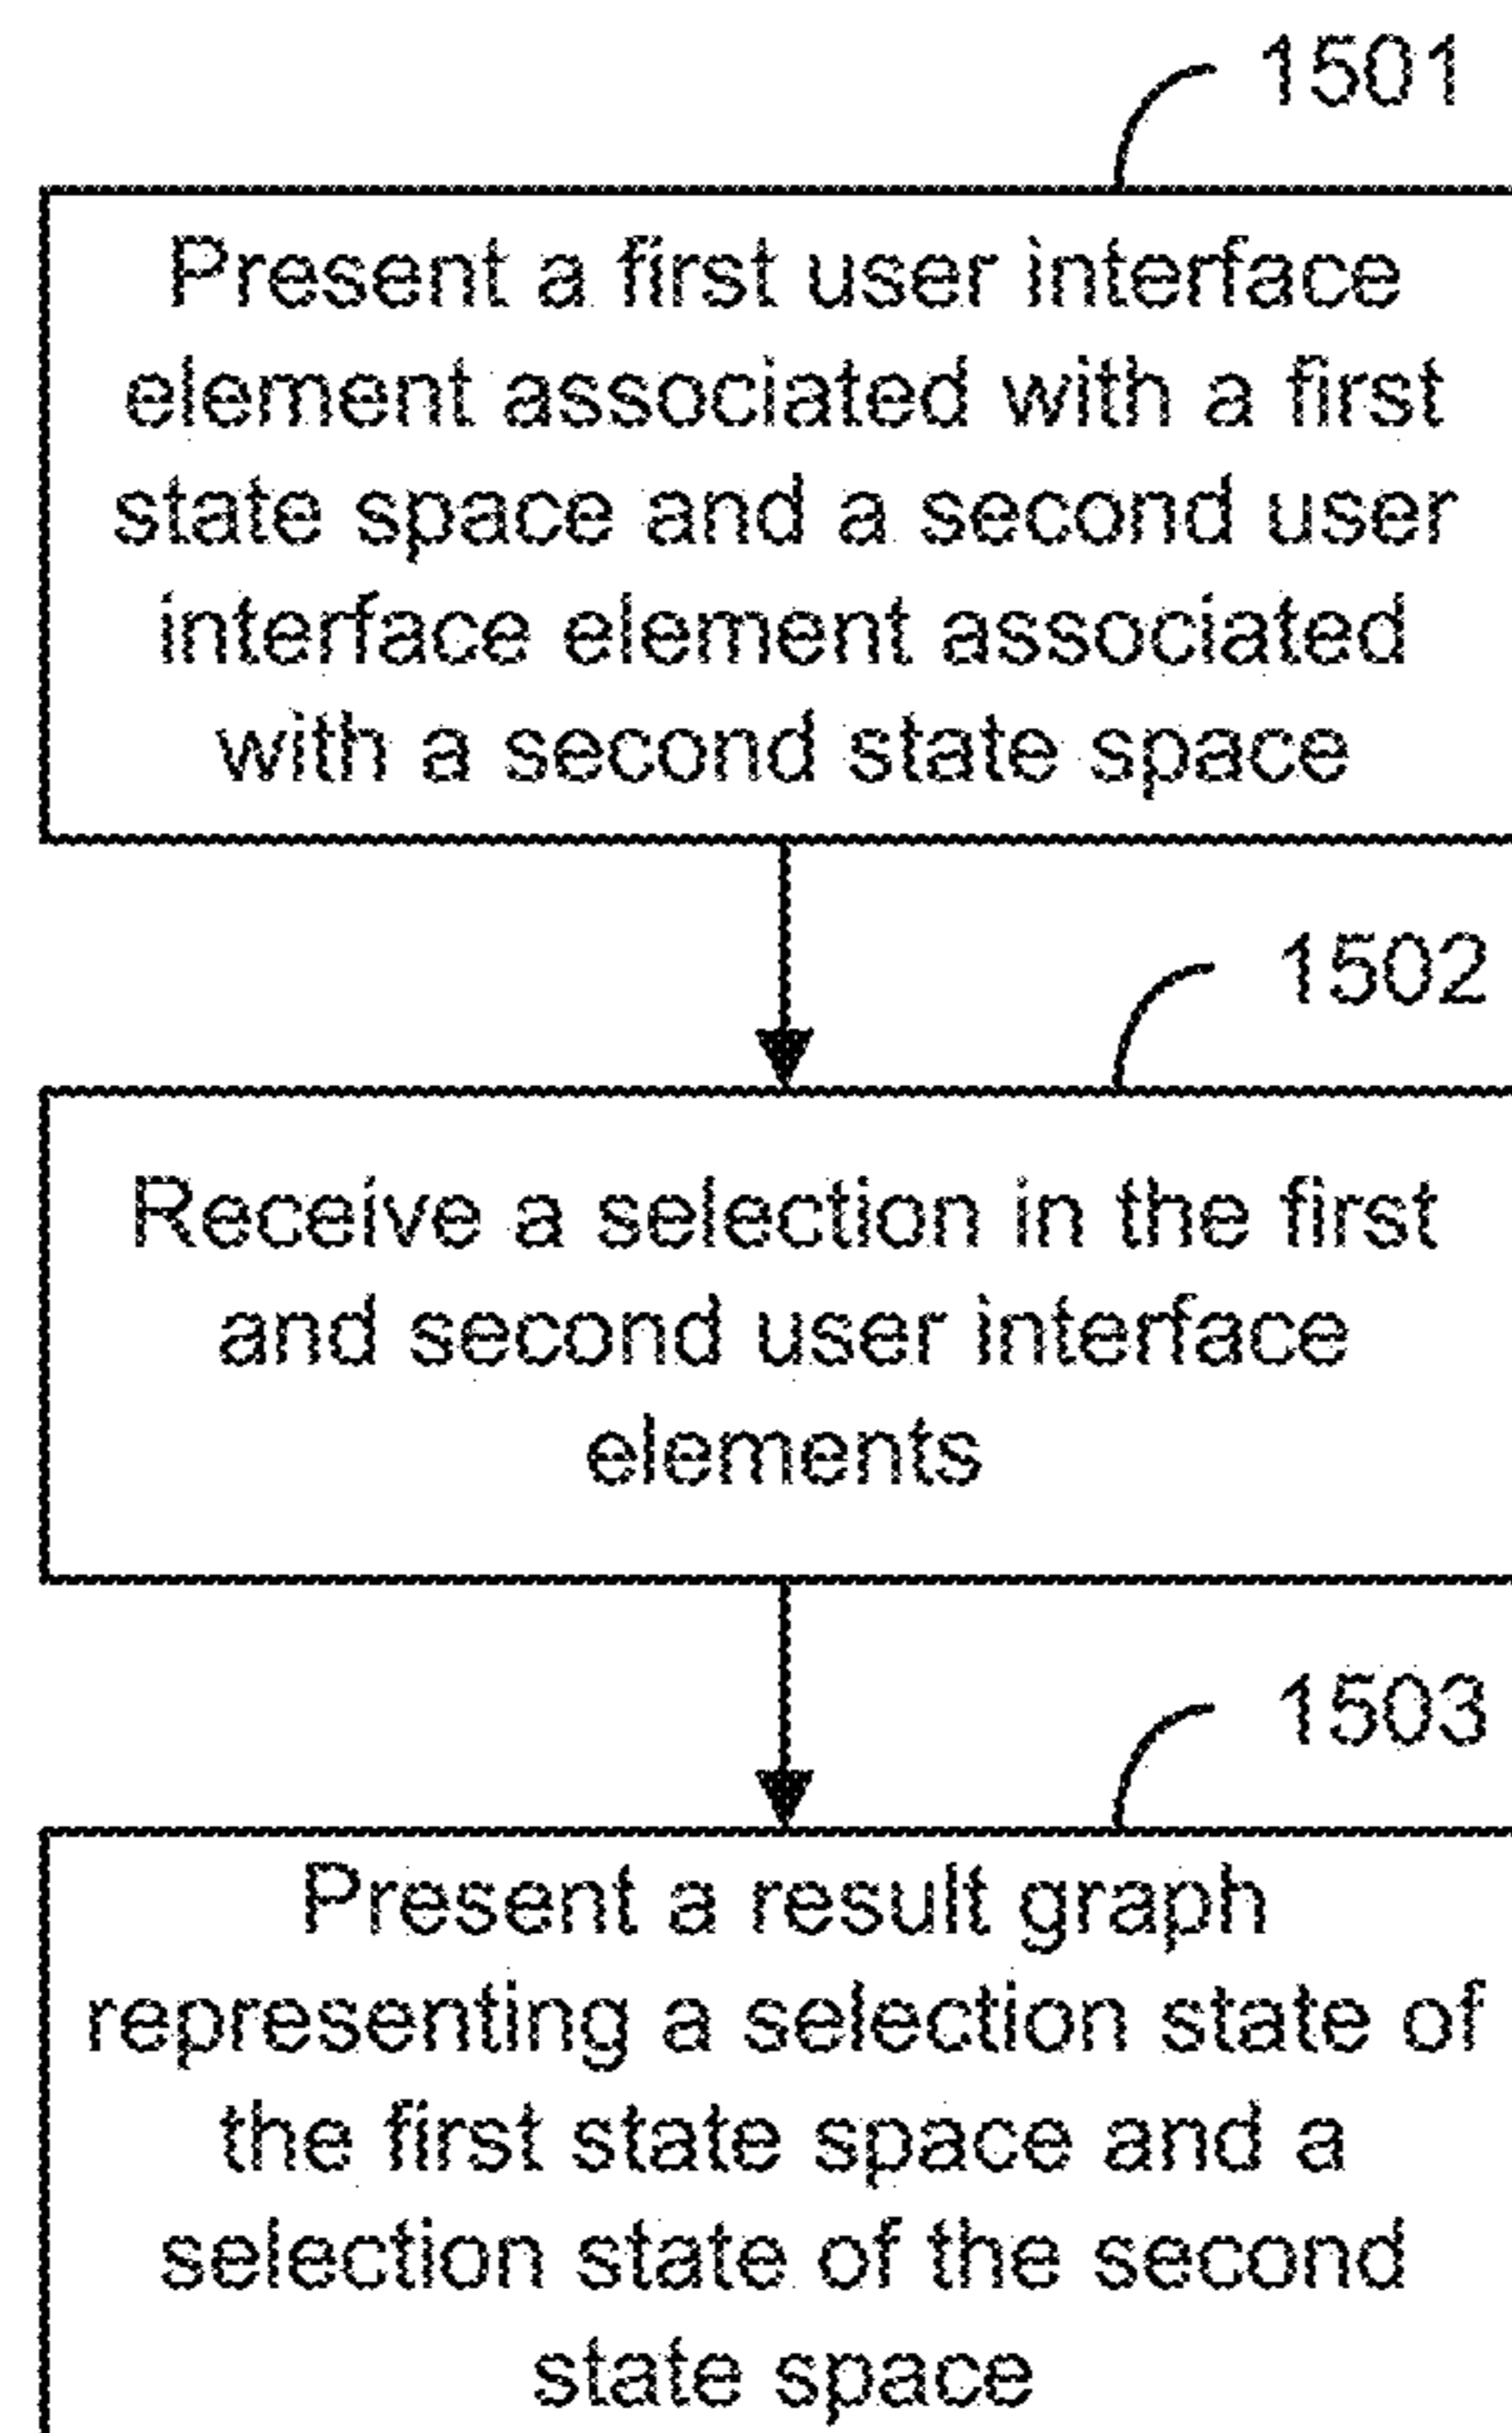 1501
Present a first user interface
element associated with a first
state space and a second user
interface element associated
with a second state space
1502
Receive a selection in the first
and second user interface
elements
1503
Present a result graph
representing a selection state of
the first state space and a
selection state of the second
state space